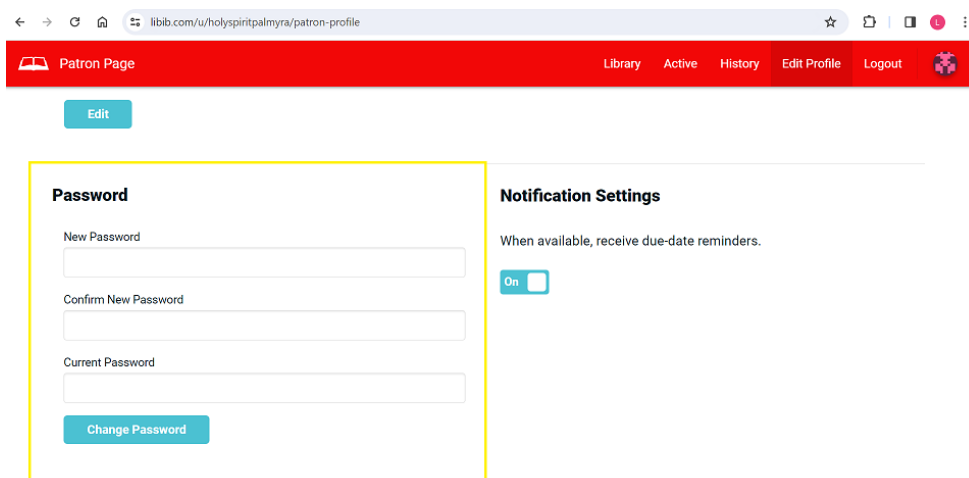 libib.com/u/holyspiritpalmyra/patron-profile
L
Patron Page
Library Active History Edit Profile Logout
Edit
Password
New Password
Confirm New Password
Current Password
Change Password
Notification Settings
When available, receive due-date reminders.
On